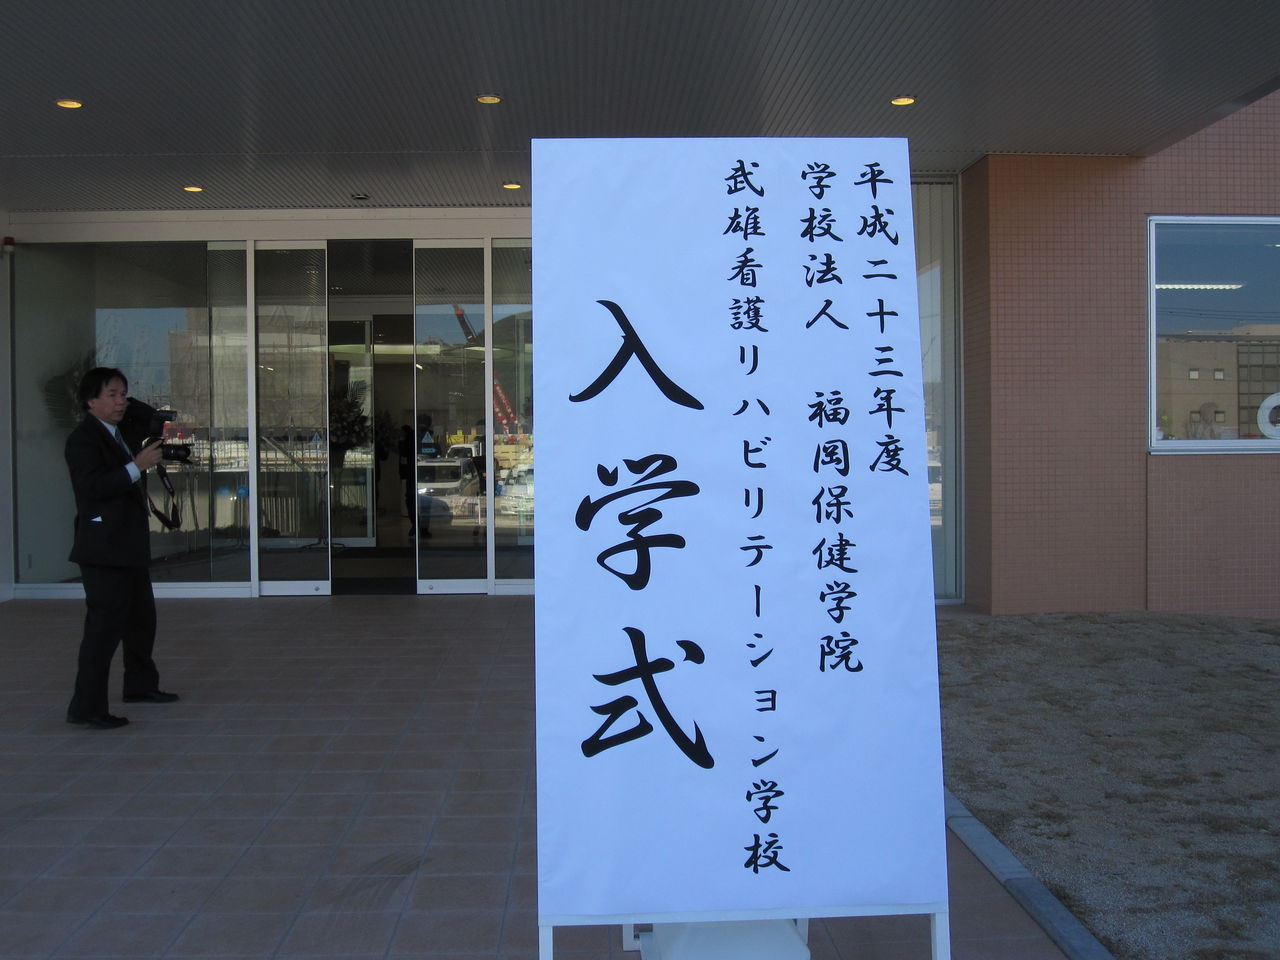 平成二十三年度
学校法人　福岡保健学院
武雄看護リハビリテーション学校
入学式